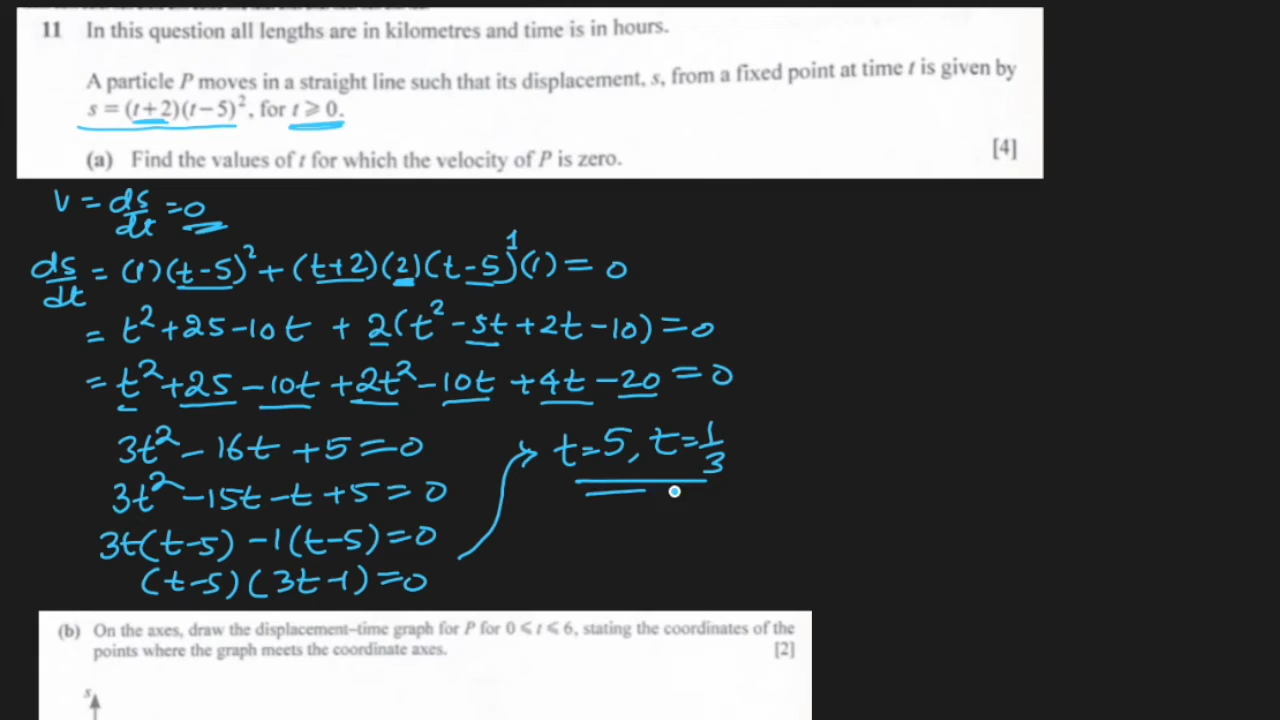 11 In this question all lengths are in kilometres and time is in hours.
A particle P moves in a straight line such that its displacement, s, from a fixed point at time t is given by
s = (t+2)(t−5)², for t ⩾ 0.
(a) Find the values of t for which the velocity of P is zero. [4]
v = ds/dt = 0
ds/dt = (1)(t-5)² + (t+2)(2)(t-5)¹(1) = 0
= t² + 25 - 10t + 2(t² - 5t + 2t - 10) = 0
= t² + 25 - 10t + 2t² - 10t + 4t - 20 = 0
3t² - 16t + 5 = 0
3t² - 15t - t + 5 = 0
3t(t-5) - 1(t-5) = 0
(t-5)(3t-1) = 0
t = 5, t = 1/3
(b) On the axes, draw the displacement–time graph for P for 0 ⩽ t ⩽ 6, stating the coordinates of the
points where the graph meets the coordinate axes. [2]
s